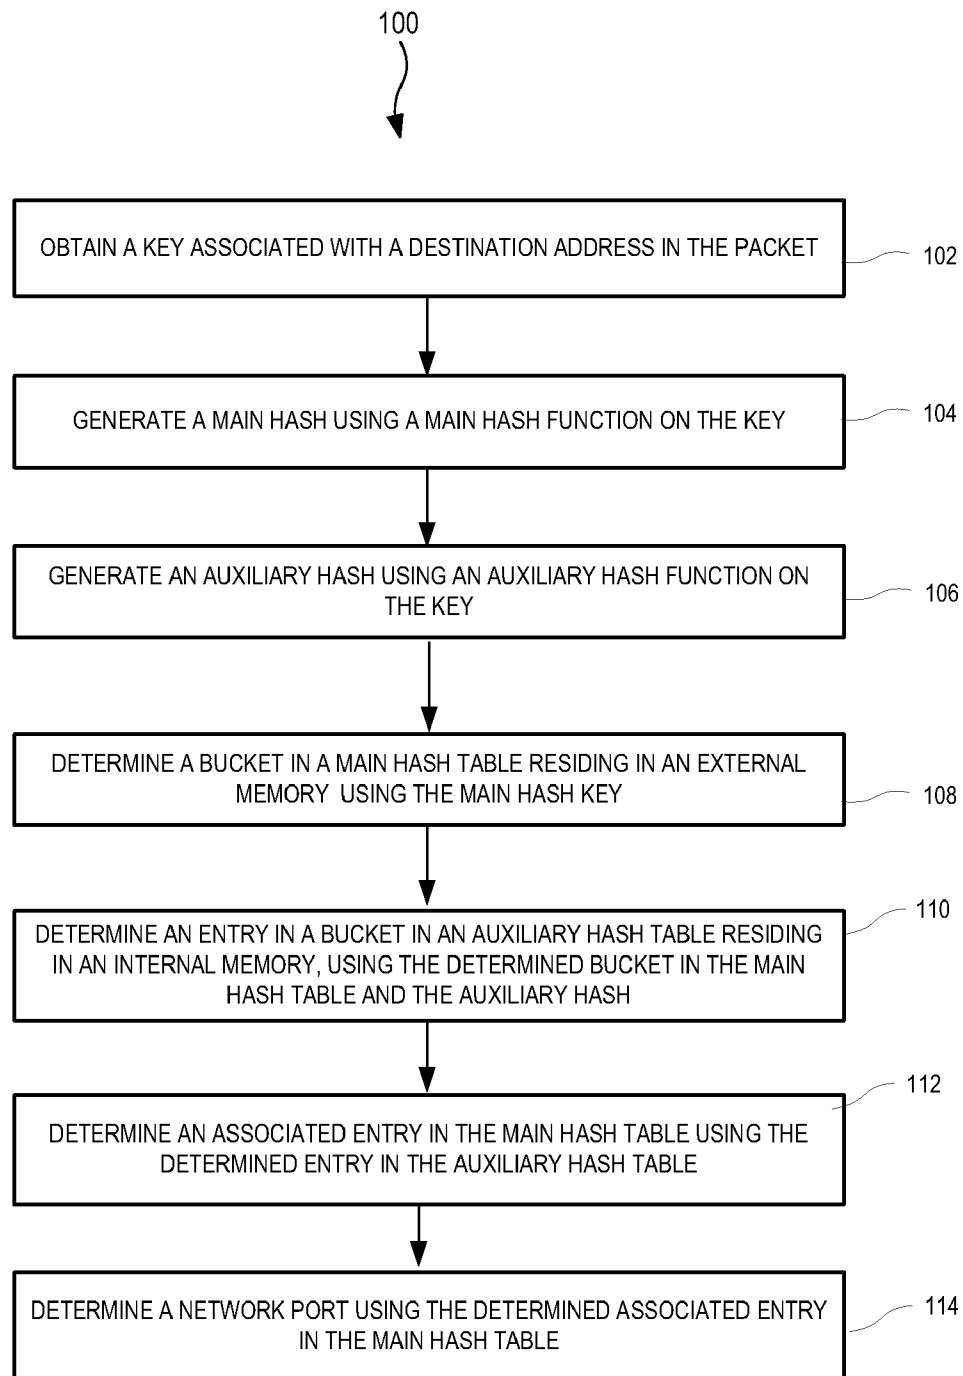 100
OBTAIN A KEY ASSOCIATED WITH A DESTINATION ADDRESS IN THE PACKET
102
GENERATE A MAIN HASH USING A MAIN HASH FUNCTION ON THE KEY
104
GENERATE AN AUXILIARY HASH USING AN AUXILIARY HASH FUNCTION ON
THE KEY
106
DETERMINE A BUCKET IN A MAIN HASH TABLE RESIDING IN AN EXTERNAL
MEMORY USING THE MAIN HASH KEY
108
DETERMINE AN ENTRY IN A BUCKET IN AN AUXILIARY HASH TABLE RESIDING
IN AN INTERNAL MEMORY, USING THE DETERMINED BUCKET IN THE MAIN
HASH TABLE AND THE AUXILIARY HASH
110
DETERMINE AN ASSOCIATED ENTRY IN THE MAIN HASH TABLE USING THE
DETERMINED ENTRY IN THE AUXILIARY HASH TABLE
112
DETERMINE A NETWORK PORT USING THE DETERMINED ASSOCIATED ENTRY
IN THE MAIN HASH TABLE
114